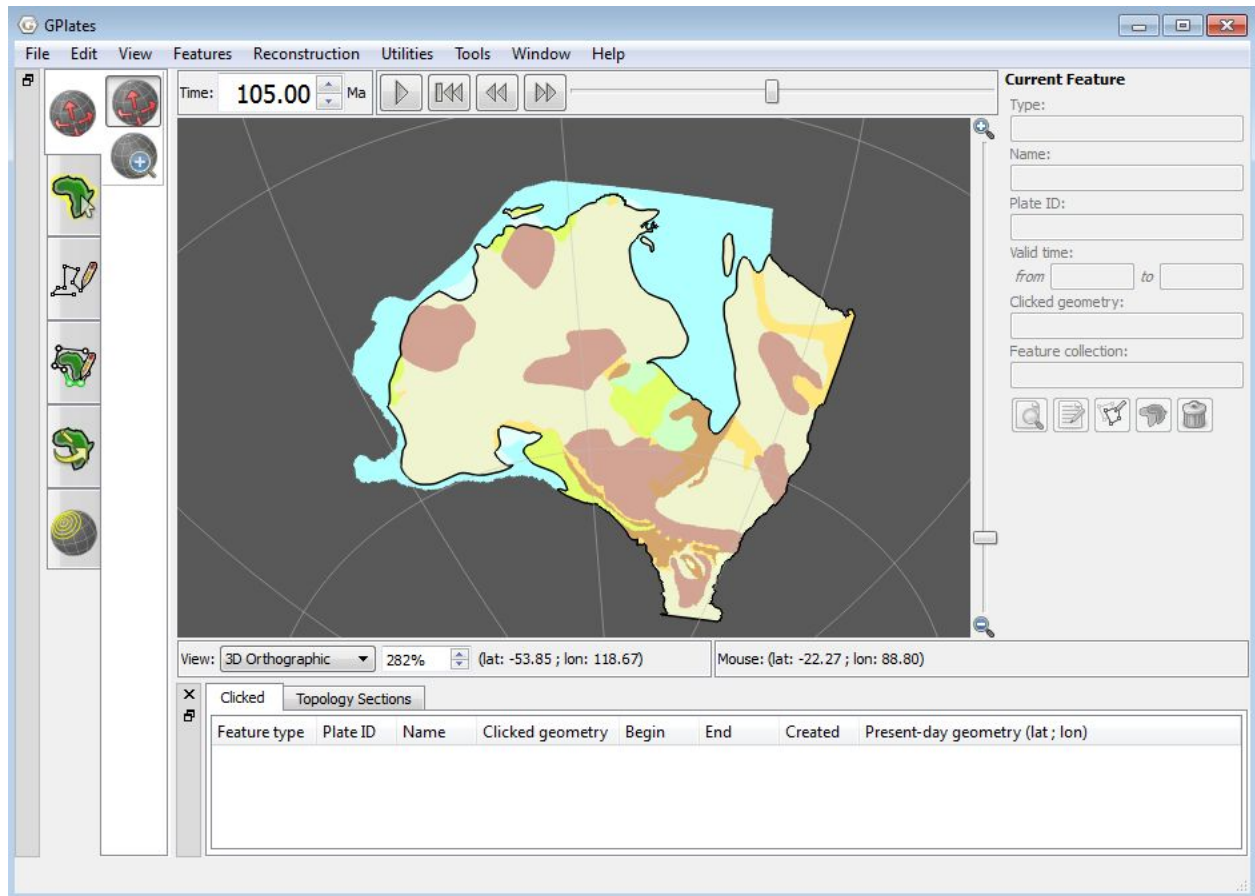 GPlates
File Edit View Features Reconstruction Utilities Tools Window Help
Time: 105.00 Ma
Current Feature
Type:
Name:
Plate ID:
Valid time:
from to
Clicked geometry:
Feature collection:
View: 3D Orthographic 282% (lat: -53.85 ; lon: 118.67) Mouse: (lat: -22.27 ; lon: 88.80)
Clicked Topology Sections
Feature type Plate ID Name Clicked geometry Begin End Created Present-day geometry (lat ; lon)